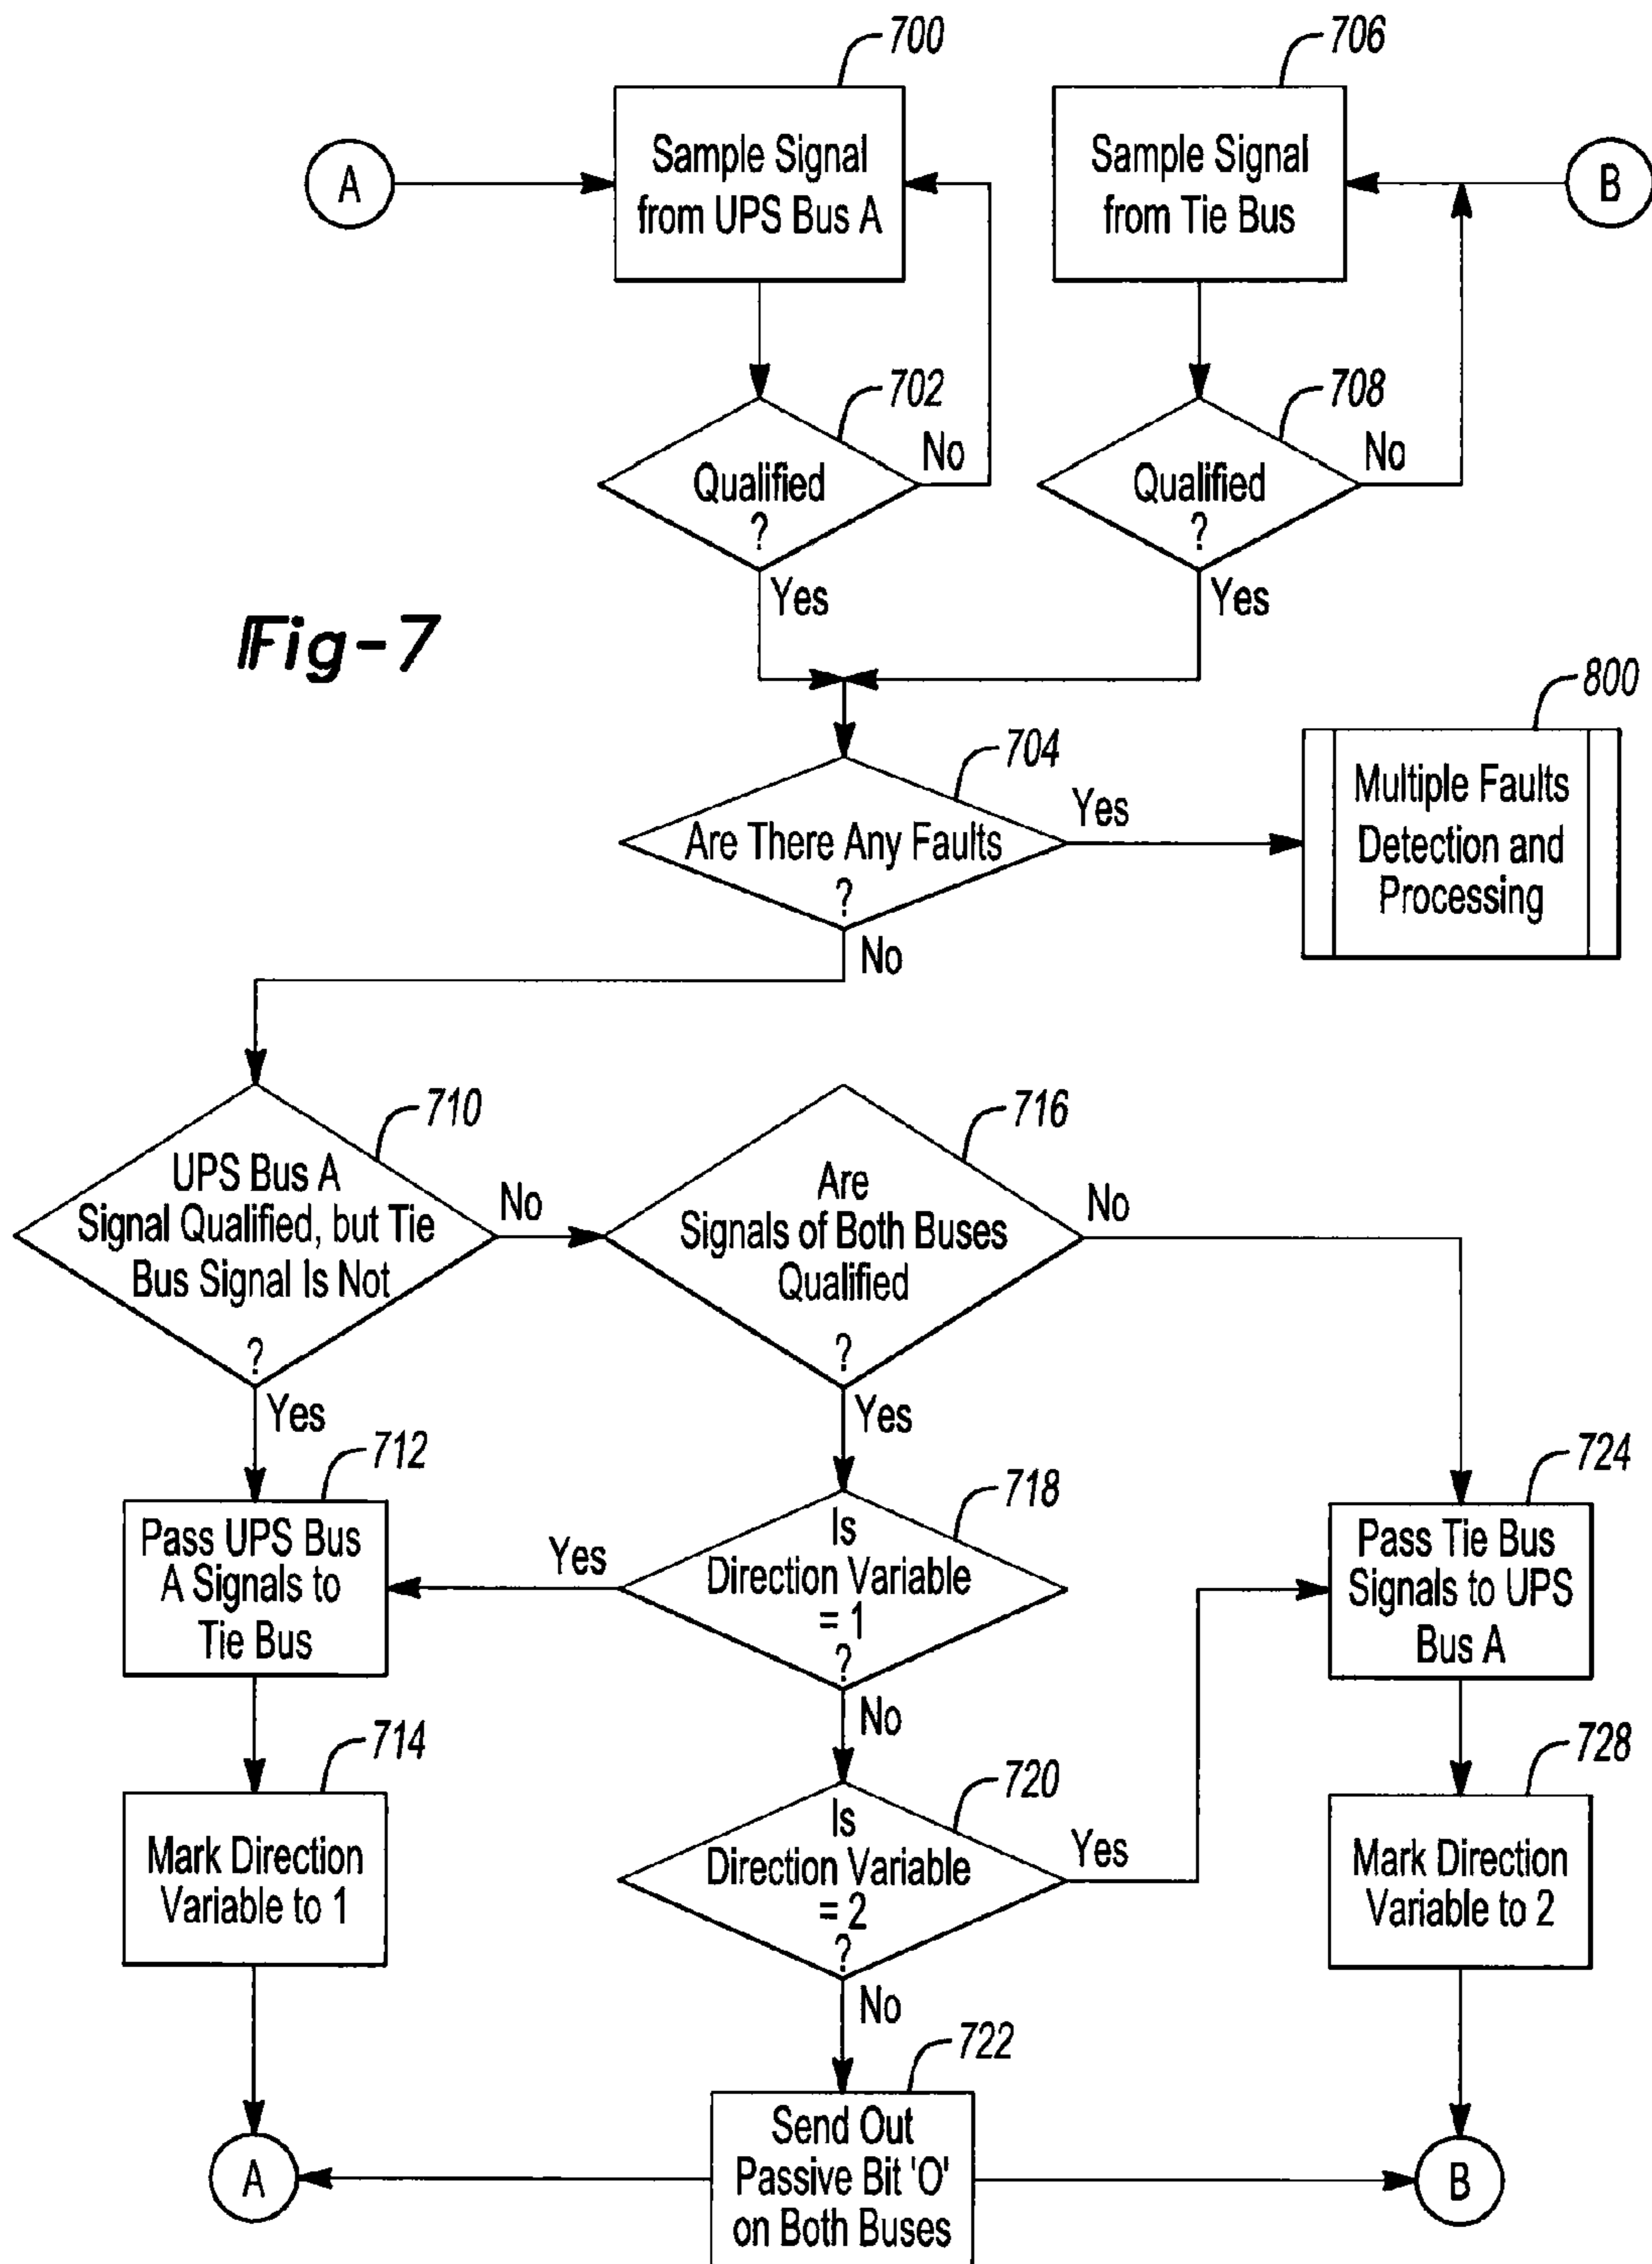 700
706
A
Sample Signal
from UPS Bus A
Sample Signal
from Tie Bus
B
702
708
No
No
Qualified
?
Qualified
?
Yes
Yes
Fig-7
800
704
Yes
Multiple Faults
Detection and
Processing
Are There Any Faults
?
No
710
716
UPS Bus A
Signal Qualified, but Tie
Bus Signal Is Not
?
No
Are
Signals of Both Buses
Qualified
?
No
Yes
Yes
712
718
724
Pass UPS Bus
A Signals to
Tie Bus
Yes
Is
Direction Variable
= 1
?
Pass Tie Bus
Signals to UPS
Bus A
No
714
720
728
Mark Direction
Variable to 1
Is
Direction Variable
= 2
?
Yes
Mark Direction
Variable to 2
No
722
A
Send Out
Passive Bit 'O'
on Both Buses
B